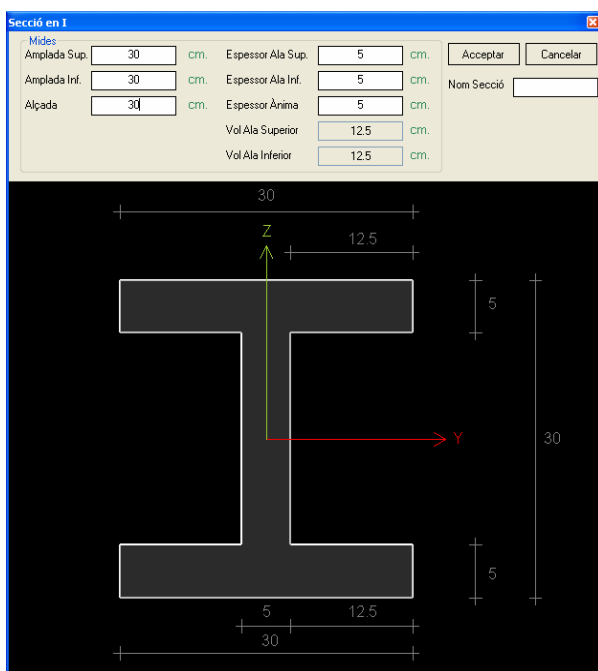 Secció en I
Mides
Amplada Sup. 30 cm. Espessor Ala Sup. 5 cm. Acceptar Cancelar
Amplada Inf. 30 cm. Espessor Ala Inf. 5 cm. Nom Secció
Alçada 30 cm. Espessor Ànima 5 cm.
Vol Ala Superior 12.5 cm.
Vol Ala Inferior 12.5 cm.
30
Z 12.5
5
Y 30
5
5 12.5
30